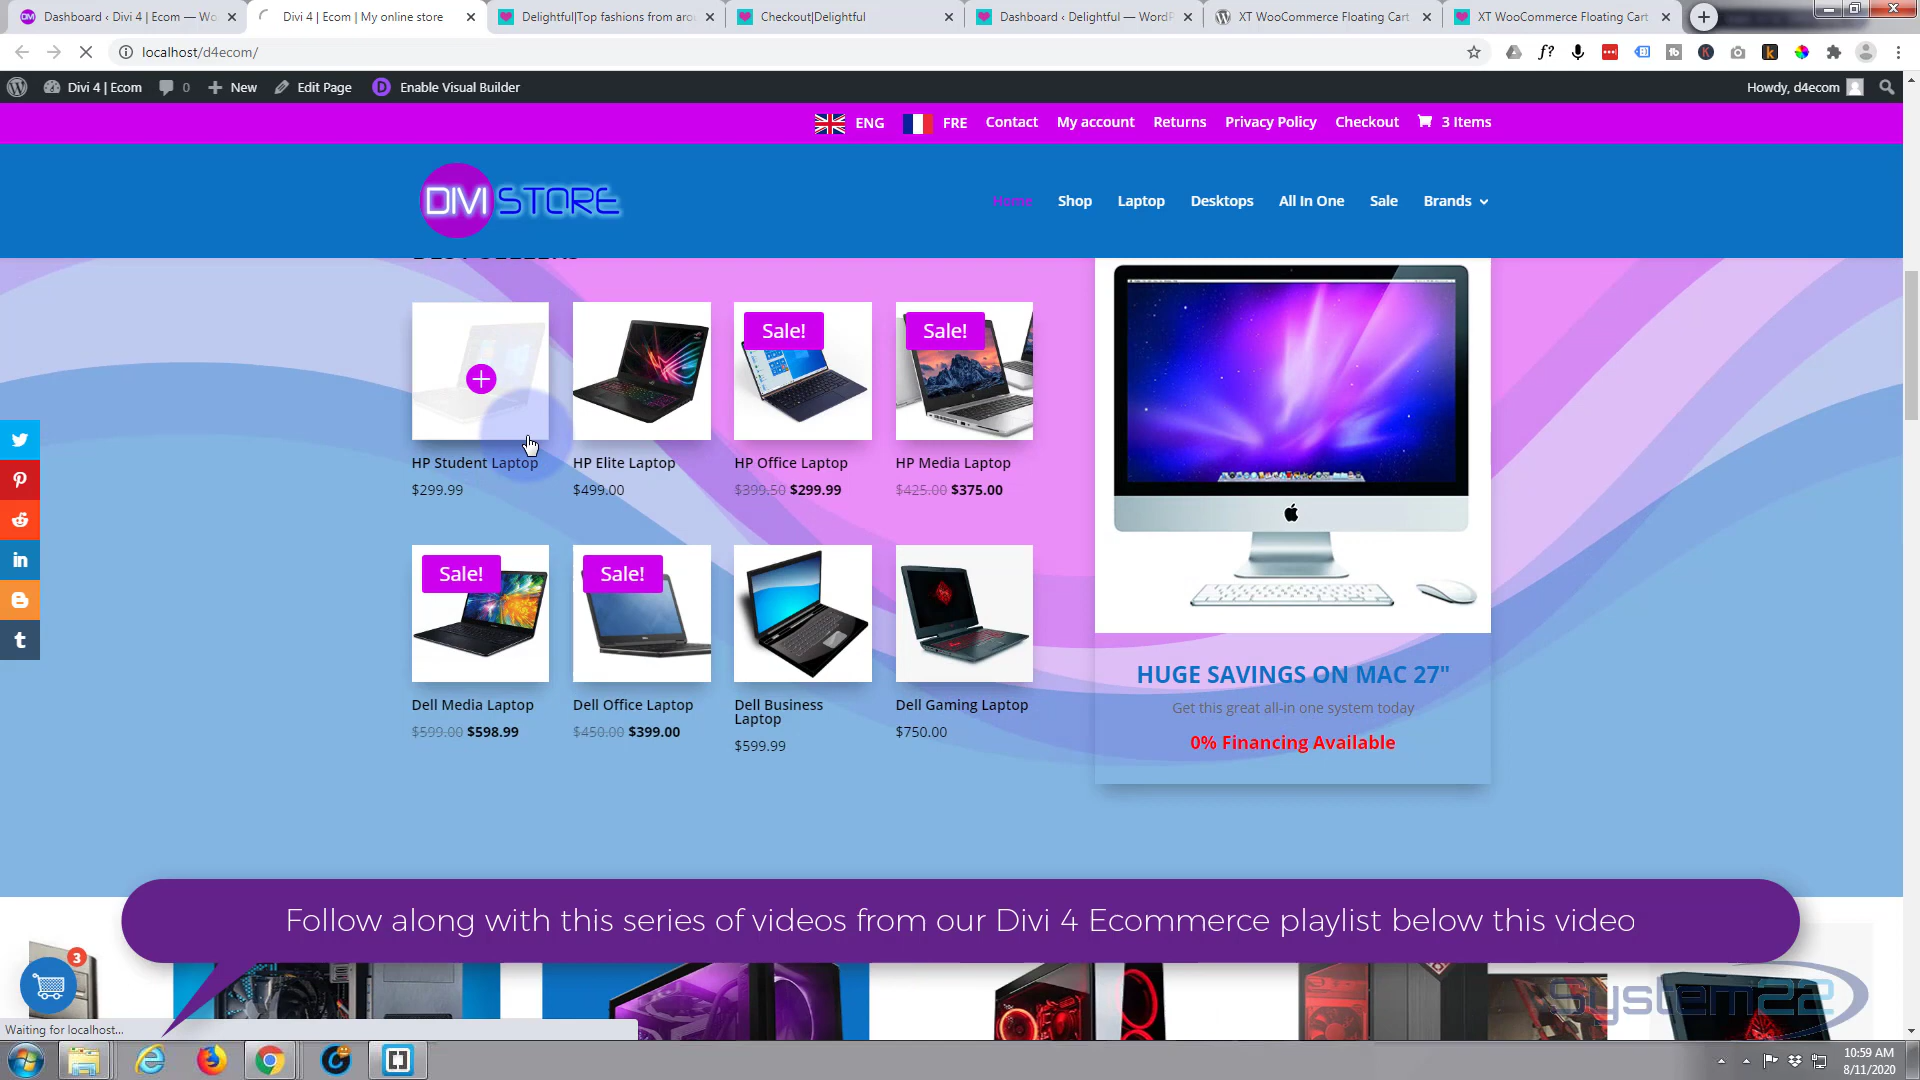 Dashboard ‹ Divi 4 | Ecom — Wo
Divi 4 | Ecom | My online store
Delightful|Top fashions from arou
Checkout|Delightful
Dashboard ‹ Delightful — WordP
XT WooCommerce Floating Cart
XT WooCommerce Floating Cart
localhost/d4ecom/
Divi 4 | Ecom
0
New
Edit Page
Enable Visual Builder
Howdy, d4ecom
ENG
FRE
Contact
My account
Returns
Privacy Policy
Checkout
3 Items
DIVI STORE
Home
Shop
Laptop
Desktops
All In One
Sale
Brands
Sale!
Sale!
HP Student Laptop
HP Elite Laptop
HP Office Laptop
HP Media Laptop
$299.99
$499.00
$399.50 $299.99
$425.00 $375.00
Sale!
Sale!
Dell Media Laptop
Dell Office Laptop
Dell Business
Laptop
Dell Gaming Laptop
$599.00 $598.99
$450.00 $399.00
$599.99
$750.00
HUGE SAVINGS ON MAC 27"
Get this great all-in one system today
0% Financing Available
Follow along with this series of videos from our Divi 4 Ecommerce playlist below this video
3
System22
Waiting for localhost...
10:59 AM
8/11/2020